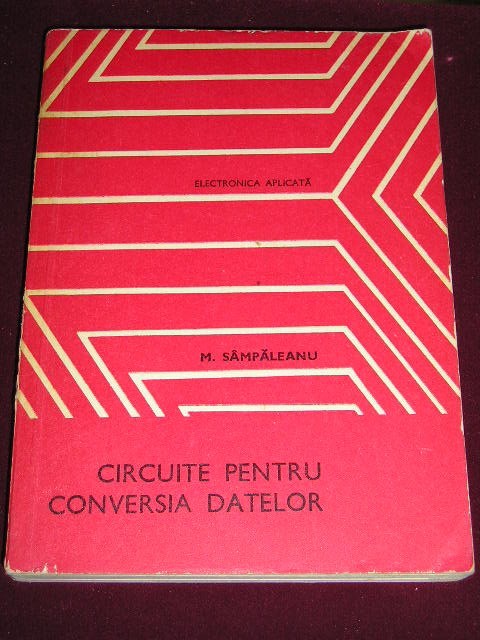 ELECTRONICA APLICATĂ
M. SÂMPĂLEANU
CIRCUITE PENTRU
CONVERSIA DATELOR